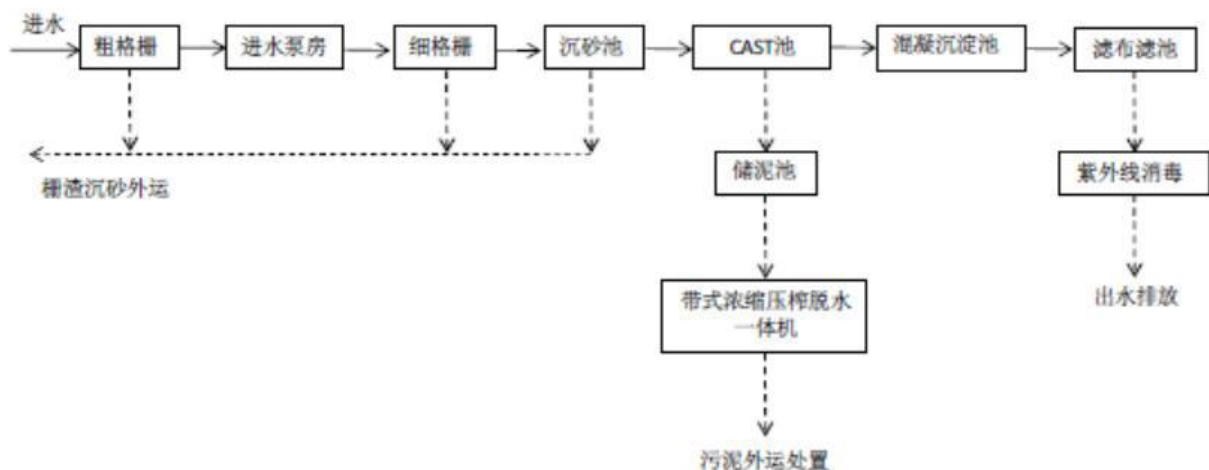 进水
粗格栅
进水泵房
细格栅
沉砂池
CAST池
混凝沉淀池
滤布滤池
栅渣沉砂外运
储泥池
紫外线消毒
带式浓缩压榨脱水
一体机
出水排放
污泥外运处置